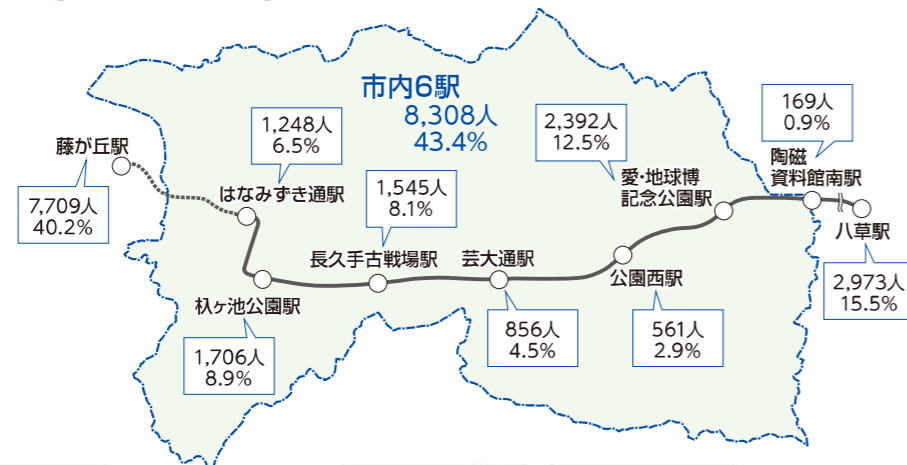 市内6駅
8,308人
43.4%
藤が丘駅
7,709人
40.2%
1,248人
6.5%
はなみずき通駅
杁ヶ池公園駅
1,706人
8.9%
1,545人
8.1%
長久手古戦場駅
芸大通駅
856人
4.5%
公園西駅
561人
2.9%
2,392人
12.5%
愛・地球博
記念公園駅
169人
0.9%
陶磁
資料館南駅
八草駅
2,973人
15.5%